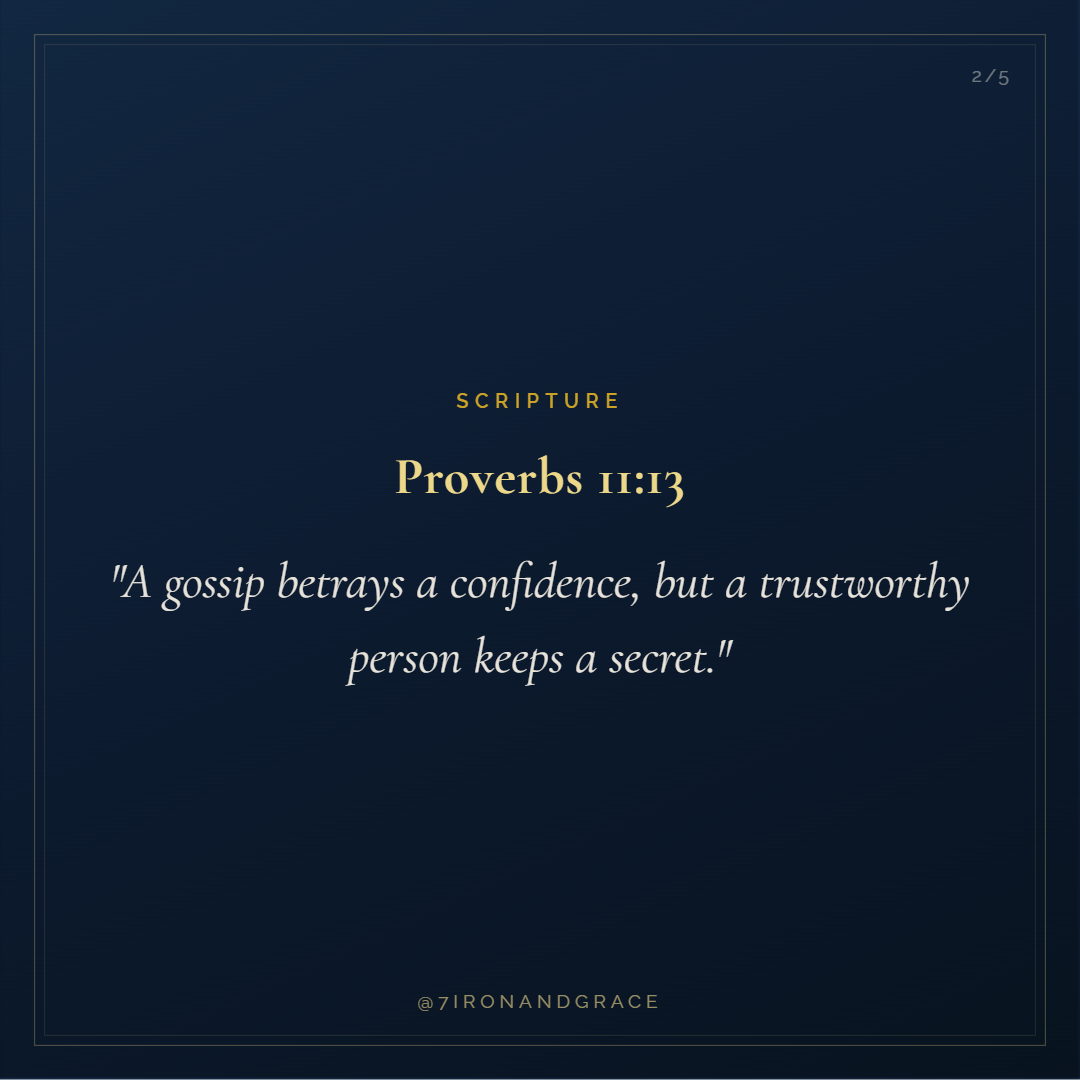 2/5
SCRIPTURE
Proverbs 11:13
"A gossip betrays a confidence, but a trustworthy
person keeps a secret."
@7IRONANDGRACE